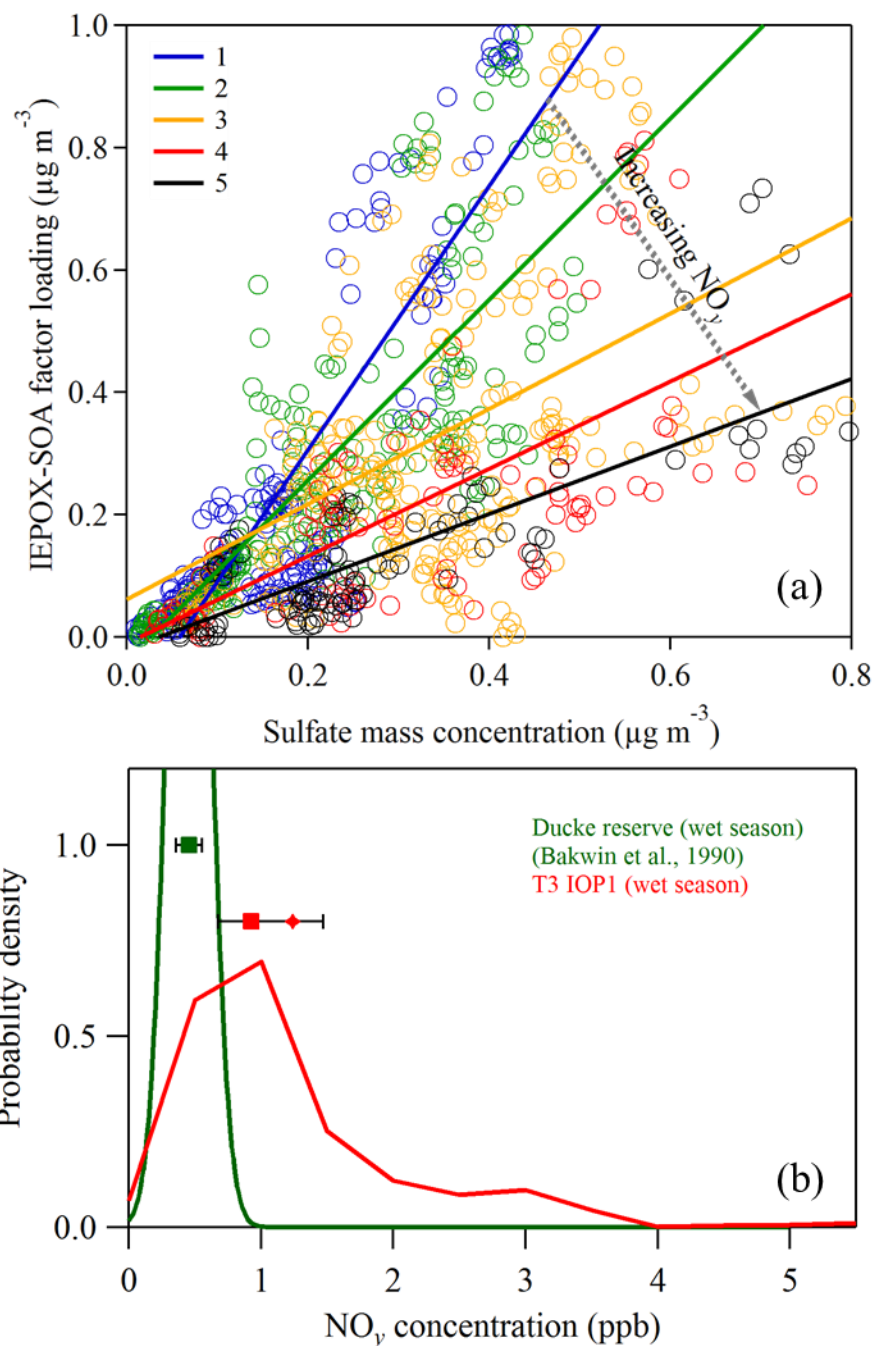 1.0
0.8
0.6
0.4
0.2
0.0
IEPOX-SOA factor loading (µg m-3)
1
2
3
4
5
Increasing NOy
(a)
0.0
0.2
0.4
0.6
0.8
Sulfate mass concentration (µg m-3)
1.0
0.5
0.0
Probability density
Ducke reserve (wet season)
(Bakwin et al., 1990)
T3 IOP1 (wet season)
(b)
0
1
2
3
4
5
NOy concentration (ppb)